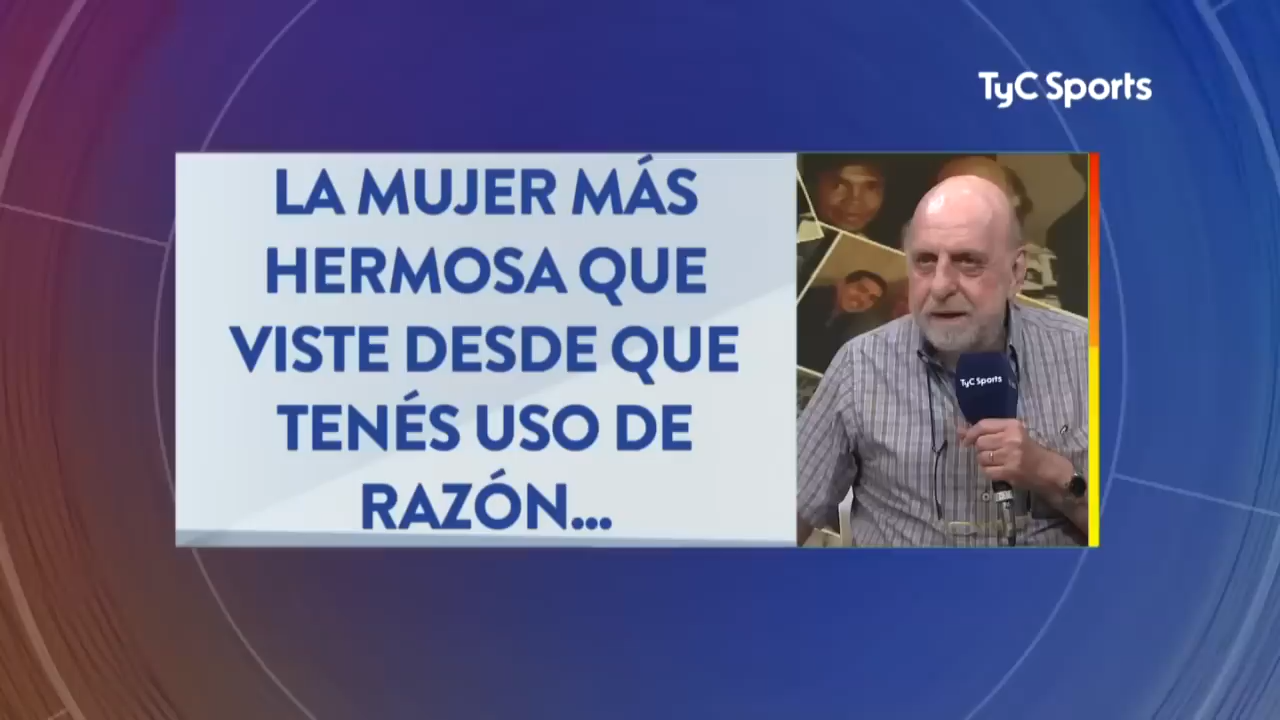 TyC Sports
LA MUJER MÁS
HERMOSA QUE
VISTE DESDE QUE
TENÉS USO DE
RAZÓN...
TyC Sports